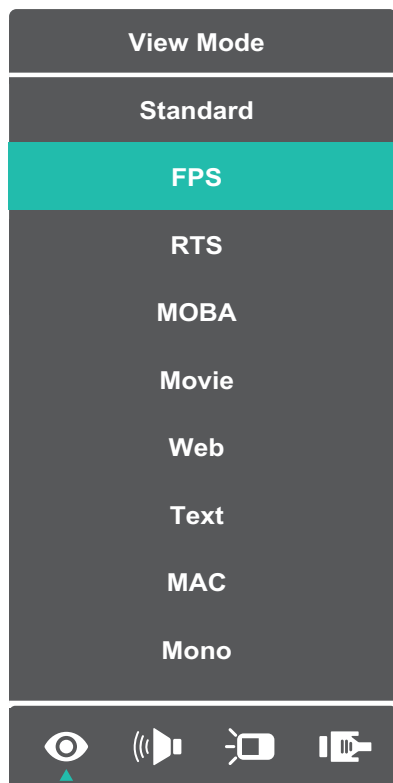 View Mode
Standard
FPS
RTS
MOBA
Movie
Web
Text
MAC
Mono